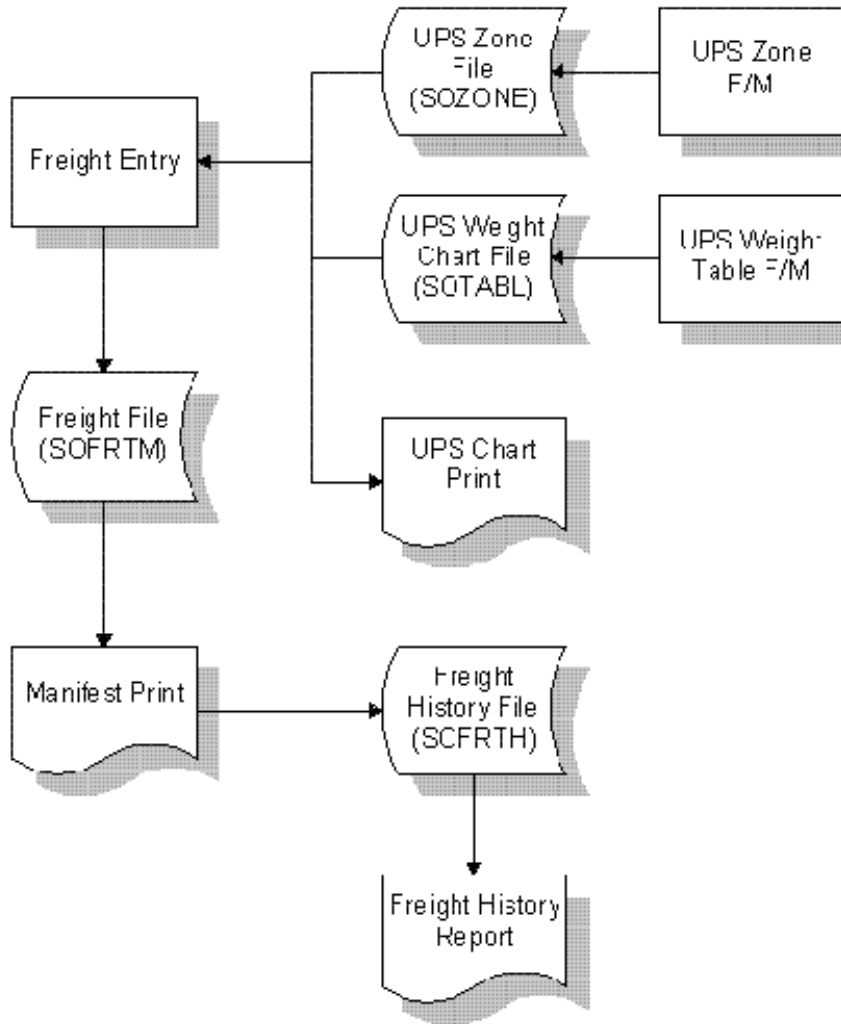 UPS Zone
File
(SOZONE)
UPS Zone
F/M
Freight Entry
UPS Weight
Chart File
(SOTABL)
UPS Weight
Table F/M
Freight File
(SOFRTM)
UPS Chart
Print
Manifest Print
Freight
History File
(SCFRTH)
Freight History
Report